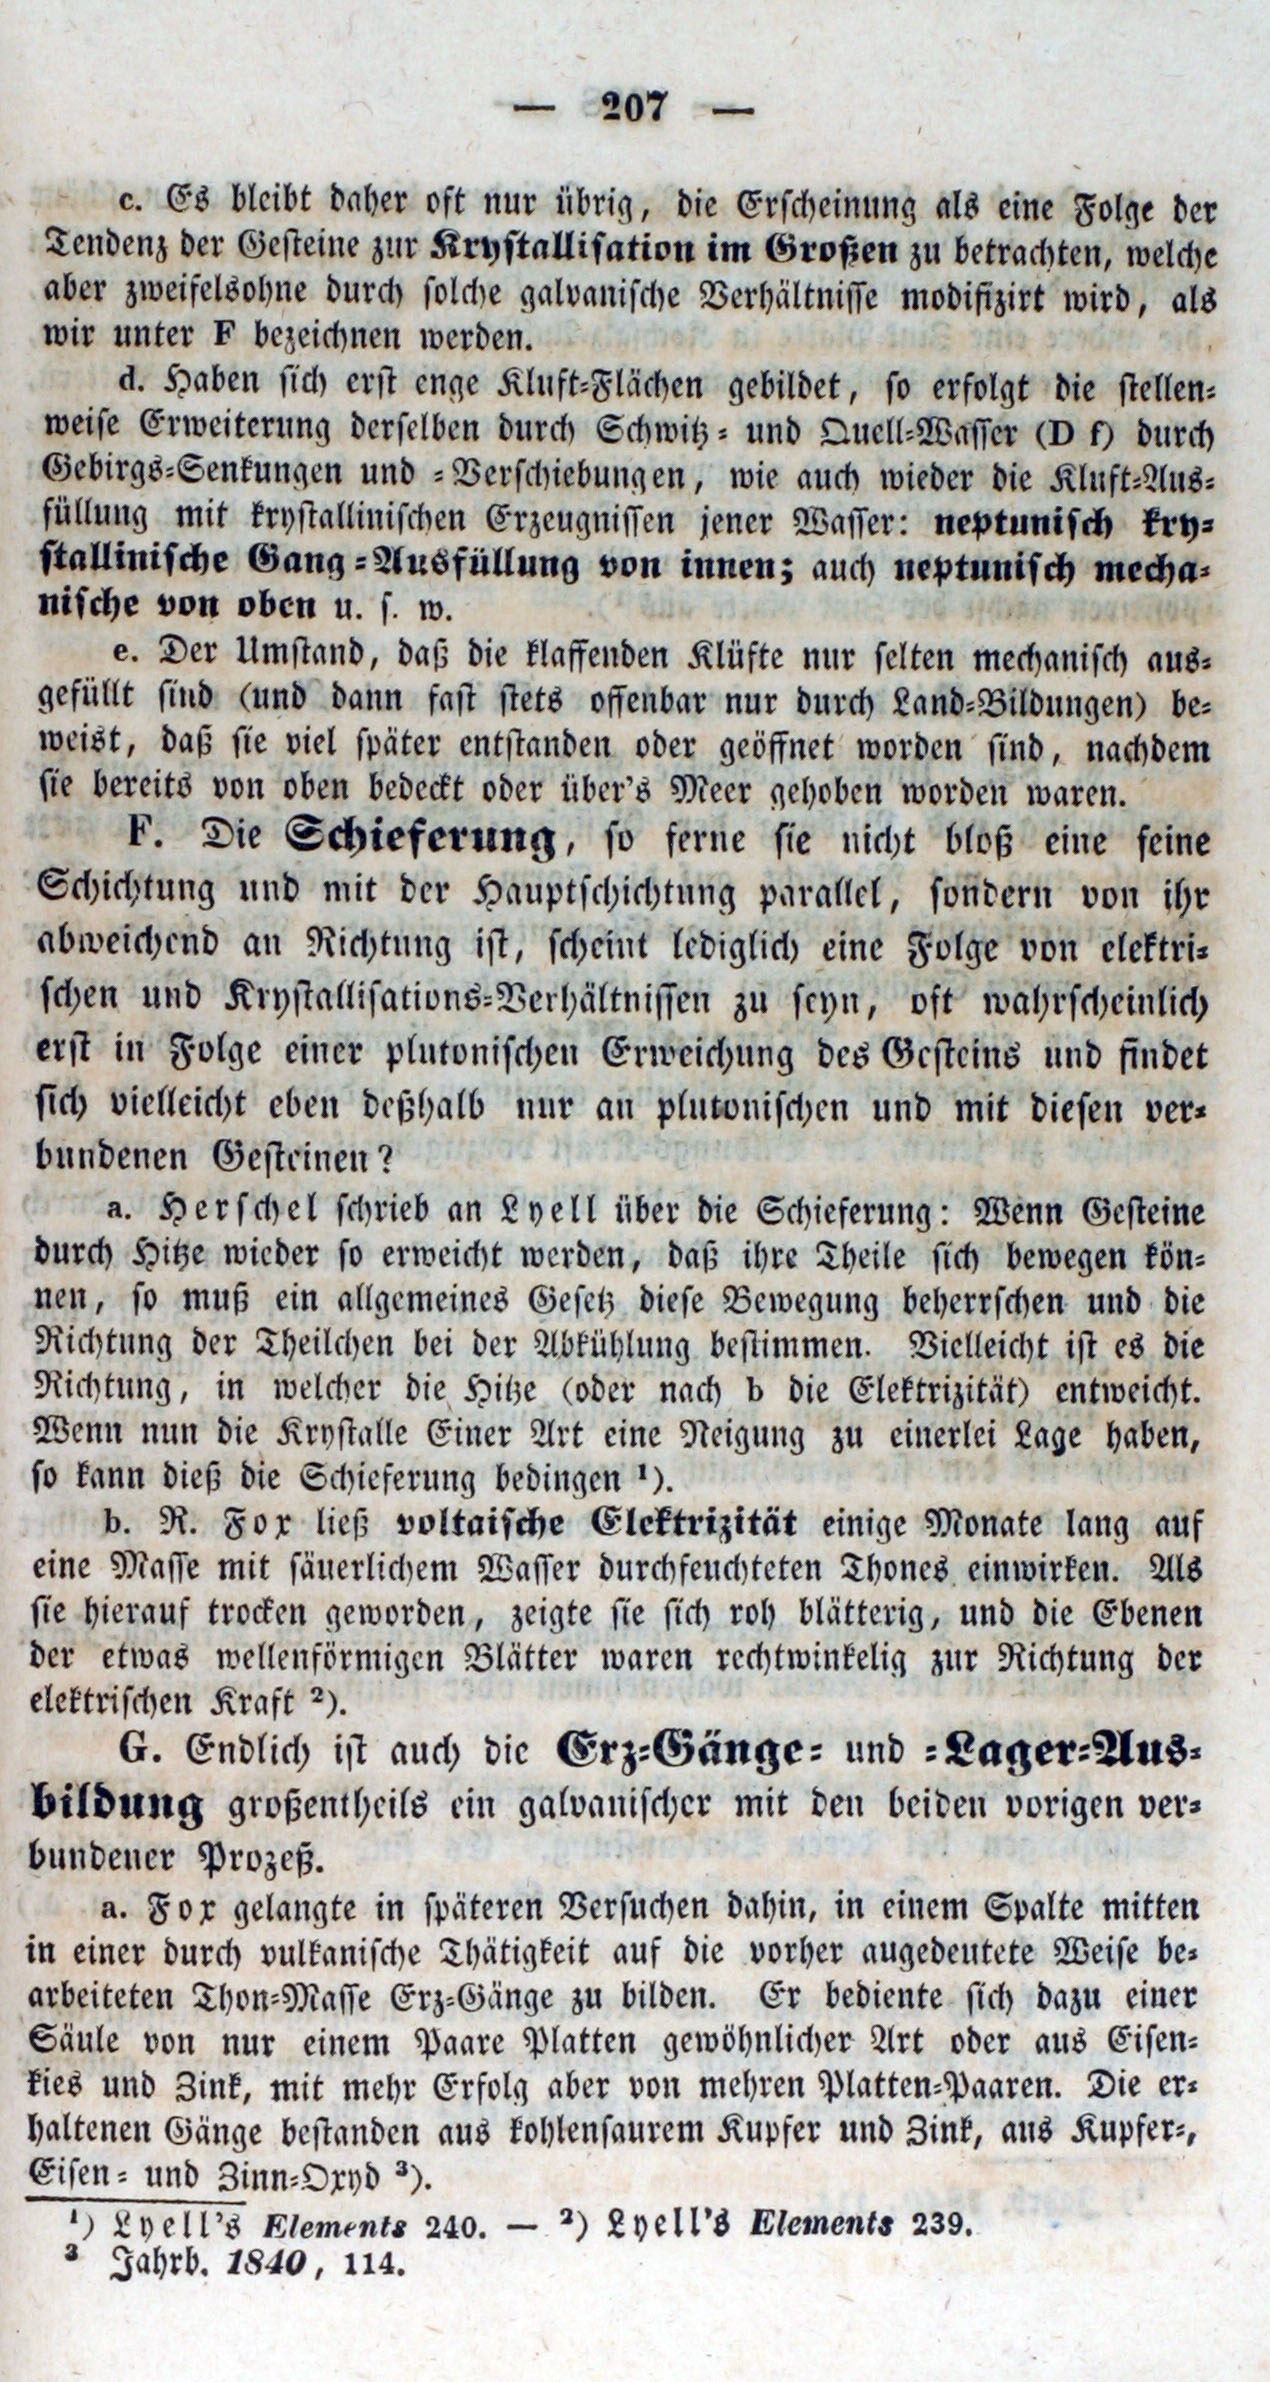 — 207 —
c. Es bleibt daher oft nur übrig, die Erscheinung als eine Folge der
Tendenz der Gesteine zur Krystallisation im Großen zu betrachten, welche
aber zweifelsohne durch solche galvanische Verhältnisse modifizirt wird, als
wir unter F bezeichnen werden.
d. Haben sich erst enge Kluft-Flächen gebildet, so erfolgt die stellen-
weise Erweiterung derselben durch Schwitz- und Quell-Wasser (D f) durch
Gebirgs-Senkungen und -Verschiebungen, wie auch wieder die Kluft-Aus-
füllung mit krystallinischen Erzeugnissen jener Wasser: neptunisch kry-
stallinische Gang-Ausfüllung von innen; auch neptunisch mecha-
nische von oben u. s. w.
e. Der Umstand, daß die klaffenden Klüfte nur selten mechanisch aus-
gefüllt sind (und dann fast stets offenbar nur durch Land-Bildungen) be-
weist, daß sie viel später entstanden oder geöffnet worden sind, nachdem
sie bereits von oben bedeckt oder über's Meer gehoben worden waren.
F. Die Schieferung, so ferne sie nicht bloß eine feine
Schichtung und mit der Hauptschichtung parallel, sondern von ihr
abweichend an Richtung ist, scheint lediglich eine Folge von elektri-
schen und Krystallisations-Verhältnissen zu seyn, oft wahrscheinlich
erst in Folge einer plutonischen Erweichung des Gesteins und findet
sich vielleicht eben deßhalb nur an plutonischen und mit diesen ver-
bundenen Gesteinen?
a. Herschel schrieb an Lyell über die Schieferung: Wenn Gesteine
durch Hitze wieder so erweicht werden, daß ihre Theile sich bewegen kön-
nen, so muß ein allgemeines Gesetz diese Bewegung beherrschen und die
Richtung der Theilchen bei der Abkühlung bestimmen. Vielleicht ist es die
Richtung, in welcher die Hitze (oder nach b die Elektrizität) entweicht.
Wenn nun die Krystalle Einer Art eine Neigung zu einerlei Lage haben,
so kann dieß die Schieferung bedingen ¹).
b. R. Fox ließ voltaische Elektrizität einige Monate lang auf
eine Masse mit säuerlichem Wasser durchfeuchteten Thones einwirken. Als
sie hierauf trocken geworden, zeigte sie sich roh blätterig, und die Ebenen
der etwas wellenförmigen Blätter waren rechtwinkelig zur Richtung der
elektrischen Kraft ²).
G. Endlich ist auch die Erz-Gänge- und -Lager-Aus-
bildung großentheils ein galvanischer mit den beiden vorigen ver-
bundener Prozeß.
a. Fox gelangte in späteren Versuchen dahin, in einem Spalte mitten
in einer durch vulkanische Thätigkeit auf die vorher augedeutete Weise be-
arbeiteten Thon-Masse Erz-Gänge zu bilden. Er bediente sich dazu einer
Säule von nur einem Paare Platten gewöhnlicher Art oder aus Eisen-
kies und Zink, mit mehr Erfolg aber von mehren Platten-Paaren. Die er-
haltenen Gänge bestanden aus kohlensaurem Kupfer und Zink, aus Kupfer-,
Eisen- und Zinn-Oxyd ³).
¹) Lyell's Elements 240. — ²) Lyell's Elements 239.
³ Jahrb. 1840, 114.